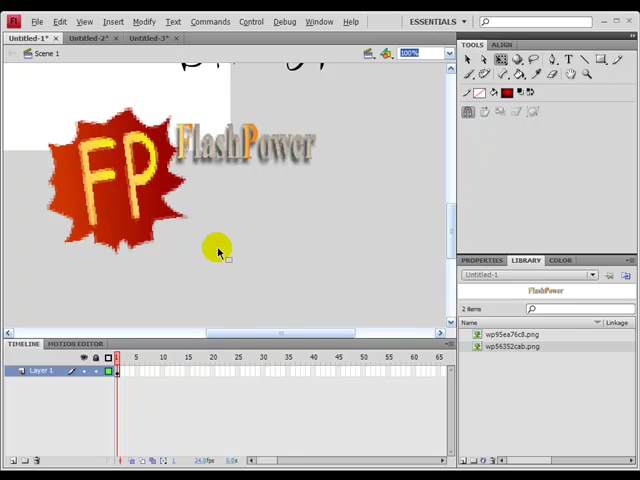 File Edit View Insert Modify Text Commands Control Debug Window Help
ESSENTIALS
Untitled-1* Untitled-2* Untitled-3*
Scene 1
100%
TOOLS ALIGN
FP FlashPower
PROPERTIES LIBRARY COLOR
Untitled-1
FlashPower
2 items
Name Linkage
wp95ea76c8.png
wp56352cab.png
TIMELINE MOTION EDITOR
1 5 10 15 20 25 30 35 40 45 50 55 60 65
Layer 1
1 24.0fps 0.0s